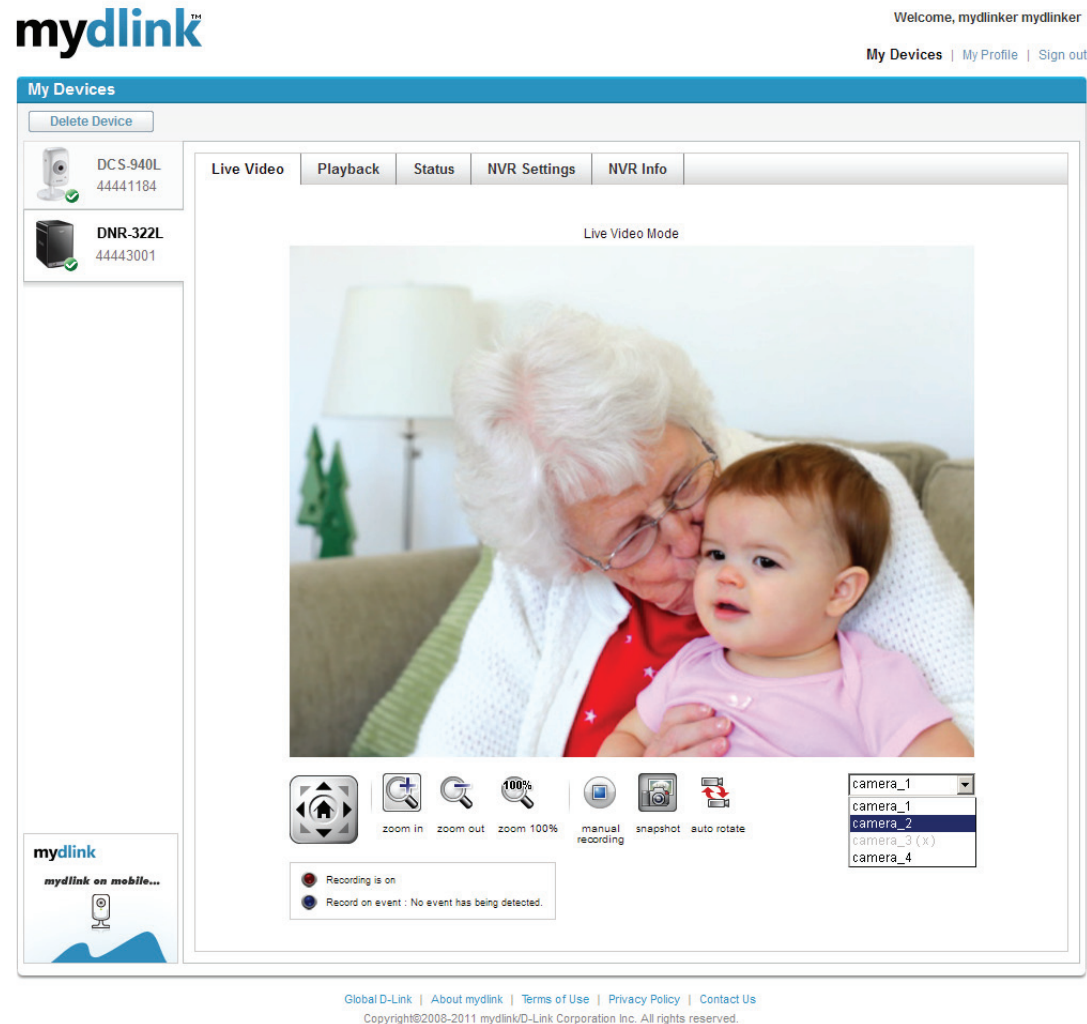 mydlink™
Welcome, mydlinker mydlinker
My Devices | My Profile | Sign out
My Devices
Delete Device
DCS-940L
44441184
DNR-322L
44443001
Live Video
Playback
Status
NVR Settings
NVR Info
Live Video Mode
100%
zoom in
zoom out
zoom 100%
manual
recording
snapshot
auto rotate
camera_1
camera_1
camera_2
camera_3 (x)
camera_4
Recording is on
Record on event : No event has being detected.
mydlink
mydlink on mobile...
Global D-Link | About mydlink | Terms of Use | Privacy Policy | Contact Us
Copyright©2008-2011 mydlink/D-Link Corporation Inc. All rights reserved.